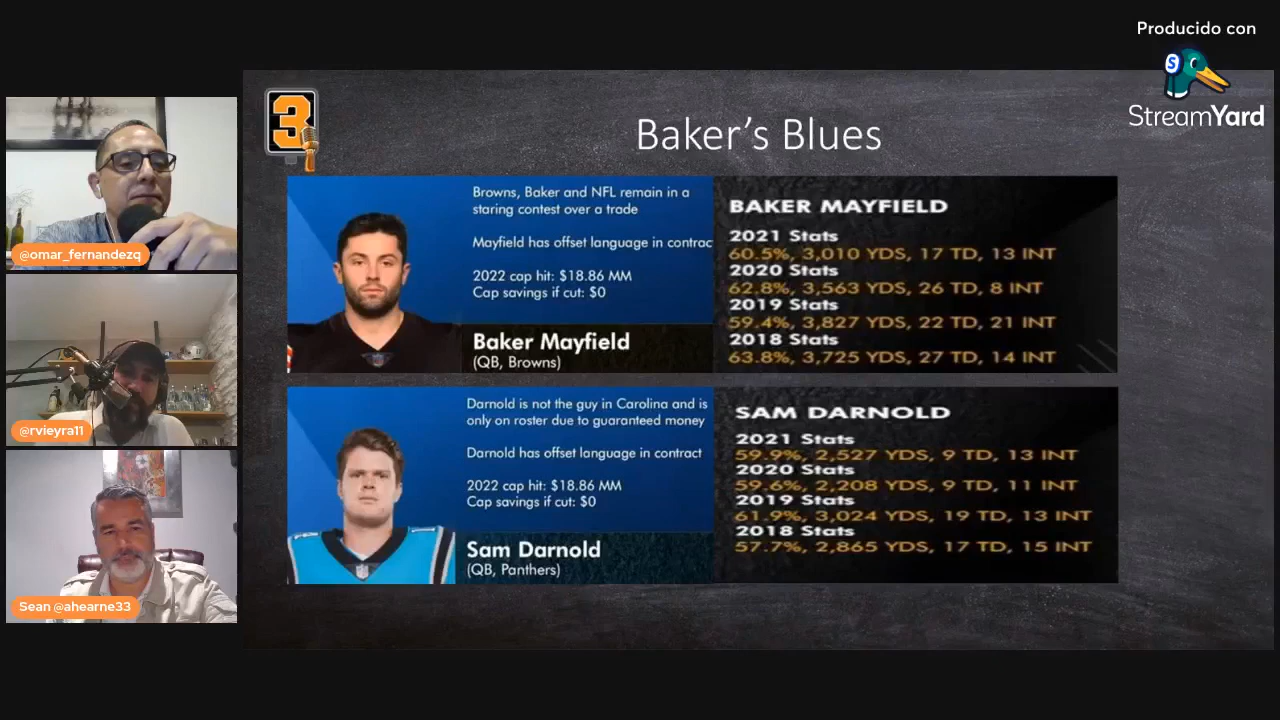 Producido con
S
StreamYard
3
Baker's Blues
@omar_fernandezq
@rvieyra11
Sean @ahearne33
Browns, Baker and NFL remain in a
staring contest over a trade
Mayfield has offset language in contrac
2022 cap hit: $18.86 MM
Cap savings if cut: $0
Baker Mayfield
(QB, Browns)
BAKER MAYFIELD
2021 Stats
60.5%, 3,010 YDS, 17 TD, 13 INT
2020 Stats
62.8%, 3,563 YDS, 26 TD, 8 INT
2019 Stats
59.4%, 3,827 YDS, 22 TD, 21 INT
2018 Stats
63.8%, 3,725 YDS, 27 TD, 14 INT
Darnold is not the guy in Carolina and is
only on roster due to guaranteed money
Darnold has offset language in contract
2022 cap hit: $18.86 MM
Cap savings if cut: $0
Sam Darnold
(QB, Panthers)
SAM DARNOLD
2021 Stats
59.9%, 2,527 YDS, 9 TD, 13 INT
2020 Stats
59.6%, 2,208 YDS, 9 TD, 11 INT
2019 Stats
61.9%, 3,024 YDS, 19 TD, 13 INT
2018 Stats
57.7%, 2,865 YDS, 17 TD, 15 INT